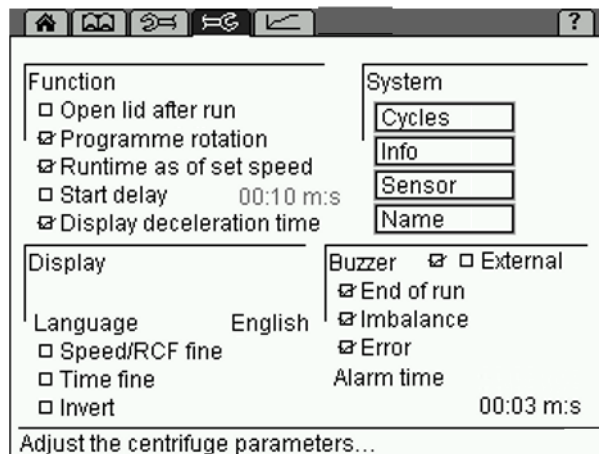 ?
Function
Open lid after run
Programme rotation
Runtime as of set speed
Start delay 00:10 m:s
Display deceleration time
System
Cycles
Info
Sensor
Name
Display
Language English
Speed/RCF fine
Time fine
Invert
Buzzer External
End of run
Imbalance
Error
Alarm time
00:03 m:s
Adjust the centrifuge parameters...